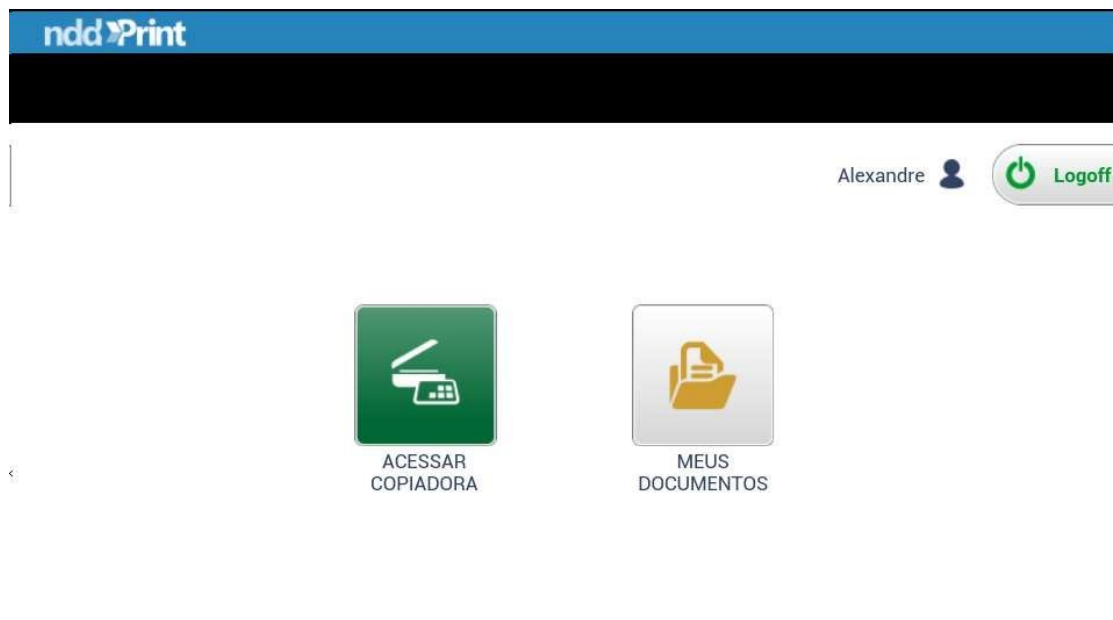 ndd Print
Alexandre
Logoff
ACESSAR
COPIADORA
MEUS
DOCUMENTOS